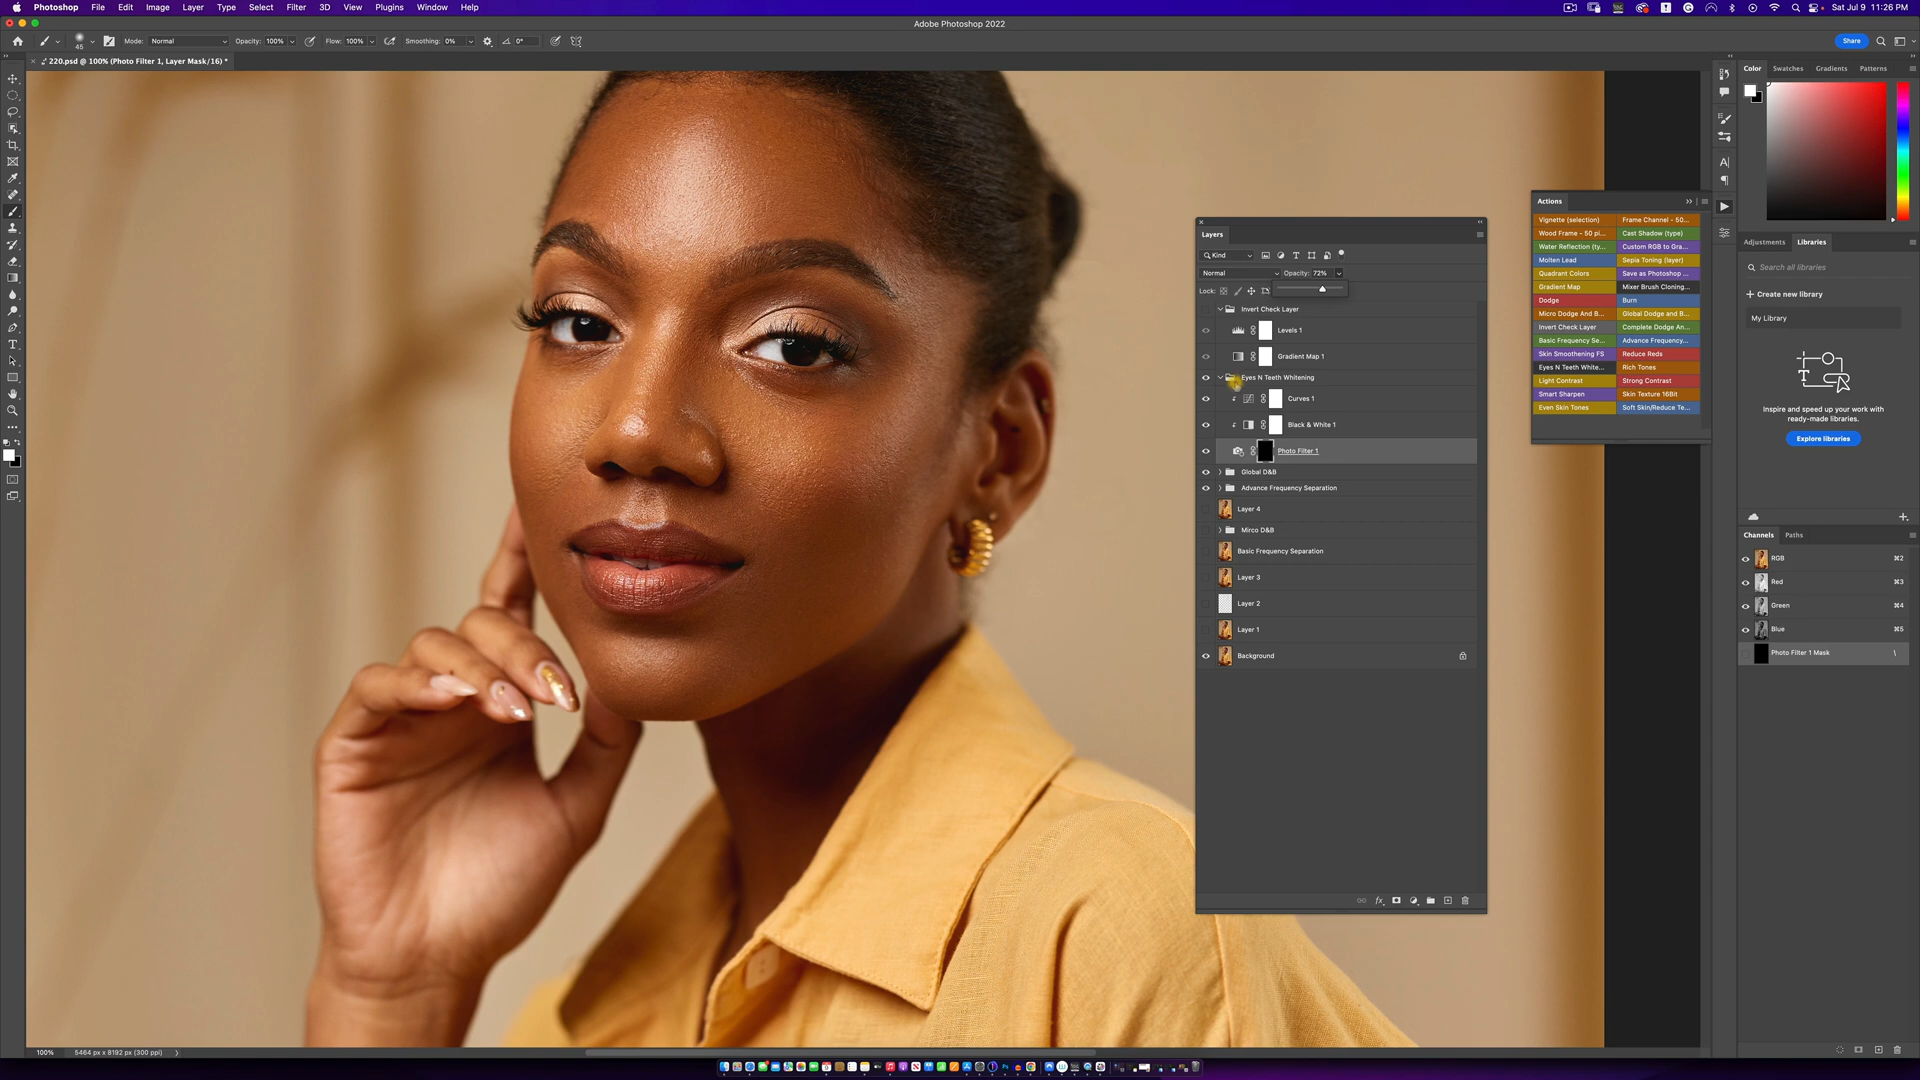 Photoshop File Edit Image Layer Type Select Filter 3D View Plugins Window Help Sat Jul 9 11:26 PM
Adobe Photoshop 2022
45 Mode: Normal Opacity: 100% Flow: 100% Smoothing: 0% 0° Share
220.psd @ 100% (Photo Filter 1, Layer Mask/16) *
Layers
Kind
Normal Opacity: 72%
Lock:
Invert Check Layer
Levels 1
Gradient Map 1
Eyes N Teeth Whitening
Curves 1
Black & White 1
Photo Filter 1
Global D&B
Advance Frequency Separation
Layer 4
Mirco D&B
Basic Frequency Separation
Layer 3
Layer 2
Layer 1
Background
fx
Actions
Vignette (selection) Frame Channel - 50...
Wood Frame - 50 pi... Cast Shadow (type)
Water Reflection (ty... Custom RGB to Gra...
Molten Lead Sepia Toning (layer)
Quadrant Colors Save as Photoshop ...
Gradient Map Mixer Brush Cloning...
Dodge Burn
Micro Dodge And B... Global Dodge and B...
Invert Check Layer Complete Dodge An...
Basic Frequency Se... Advance Frequency...
Skin Smoothening FS Reduce Reds
Eyes N Teeth White... Rich Tones
Light Contrast Strong Contrast
Smart Sharpen Skin Texture 16Bit
Even Skin Tones Soft Skin/Reduce Te...
Color Swatches Gradients Patterns
Adjustments Libraries
Search all libraries
Create new library
My Library
Inspire and speed up your work with
ready-made libraries.
Explore libraries
Channels Paths
RGB ⌘2
Red ⌘3
Green ⌘4
Blue ⌘5
Photo Filter 1 Mask \
100% 5464 px x 8192 px (300 ppi)